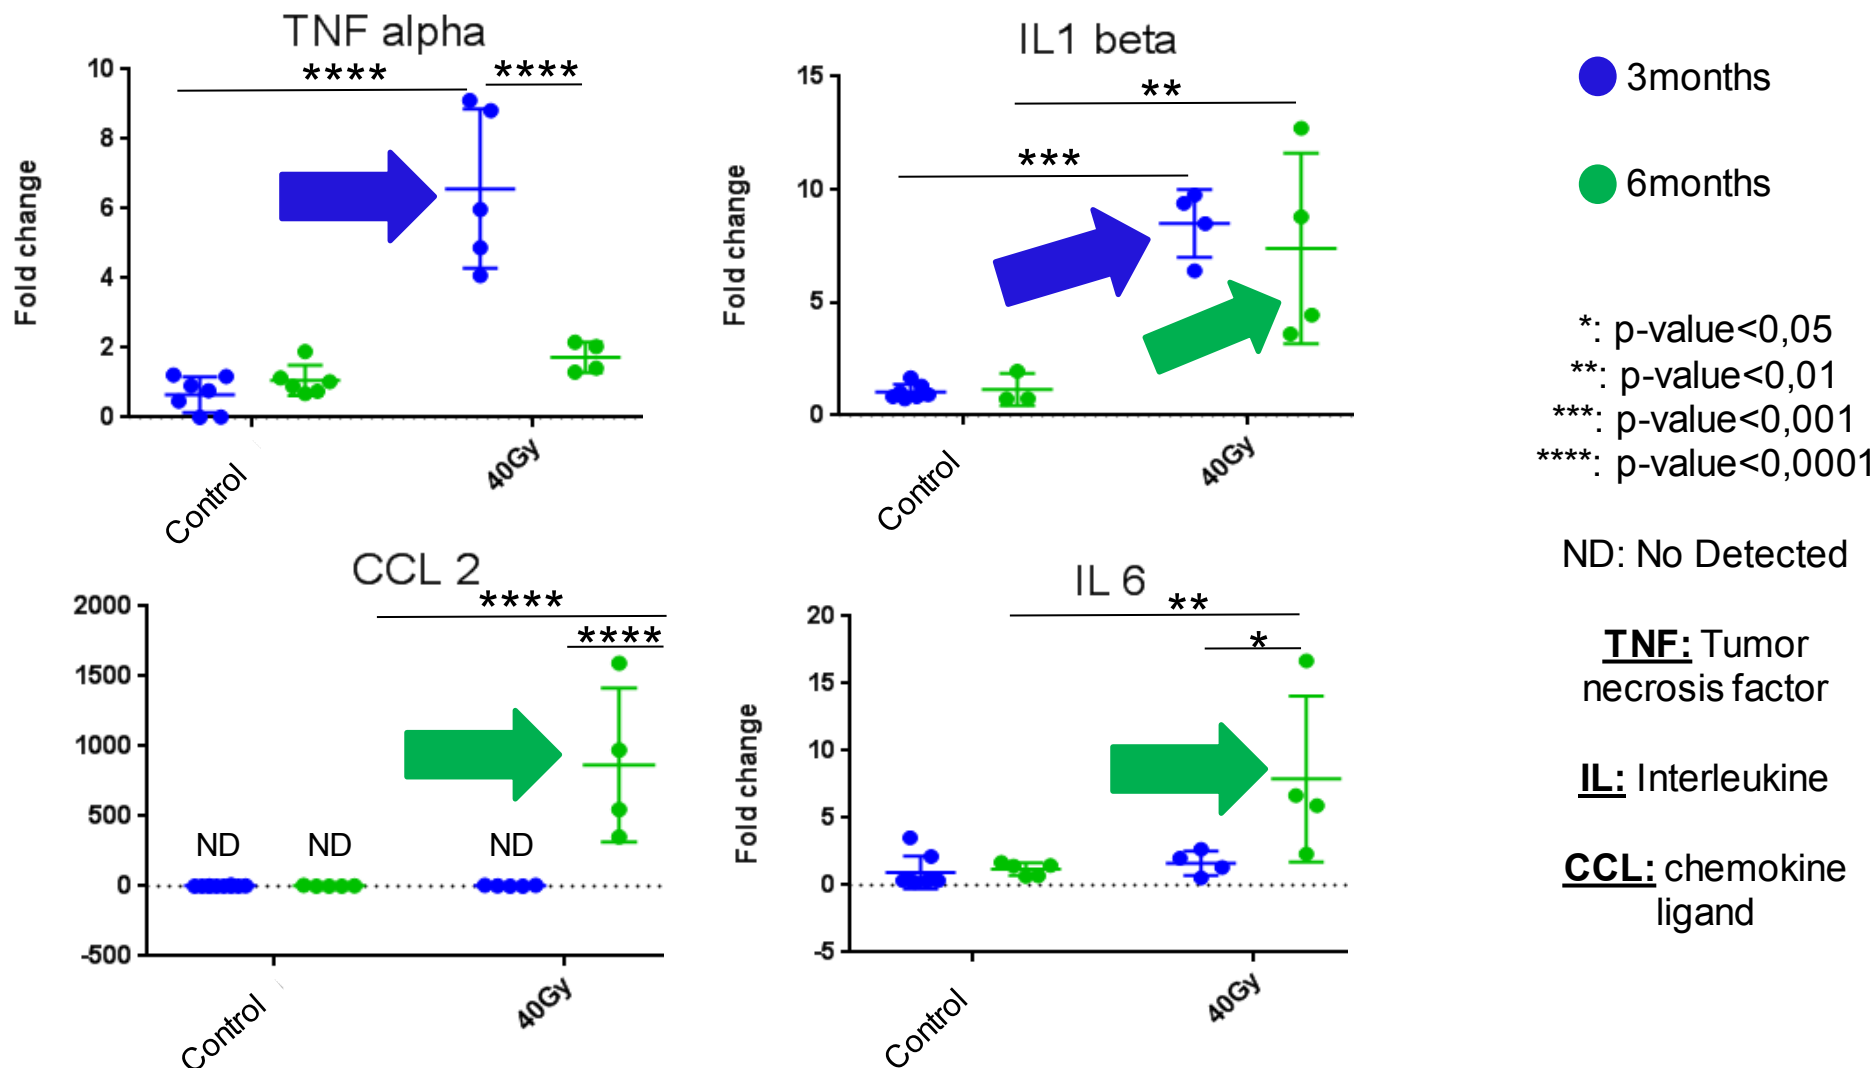 TNF alpha
10
8
6
4
2
0
Fold change
****
****
Control
40Gy
IL1 beta
15
10
5
0
Fold change
**
***
Control
40Gy
3months
6months
*: p-value<0,05
**: p-value<0,01
***: p-value<0,001
****: p-value<0,0001
ND: No Detected
TNF: Tumor
necrosis factor
IL: Interleukine
CCL: chemokine
ligand
CCL 2
2000
1500
1000
500
0
-500
****
****
ND
ND
ND
Control
40Gy
IL 6
20
15
10
5
0
-5
Fold change
**
*
Control
40Gy